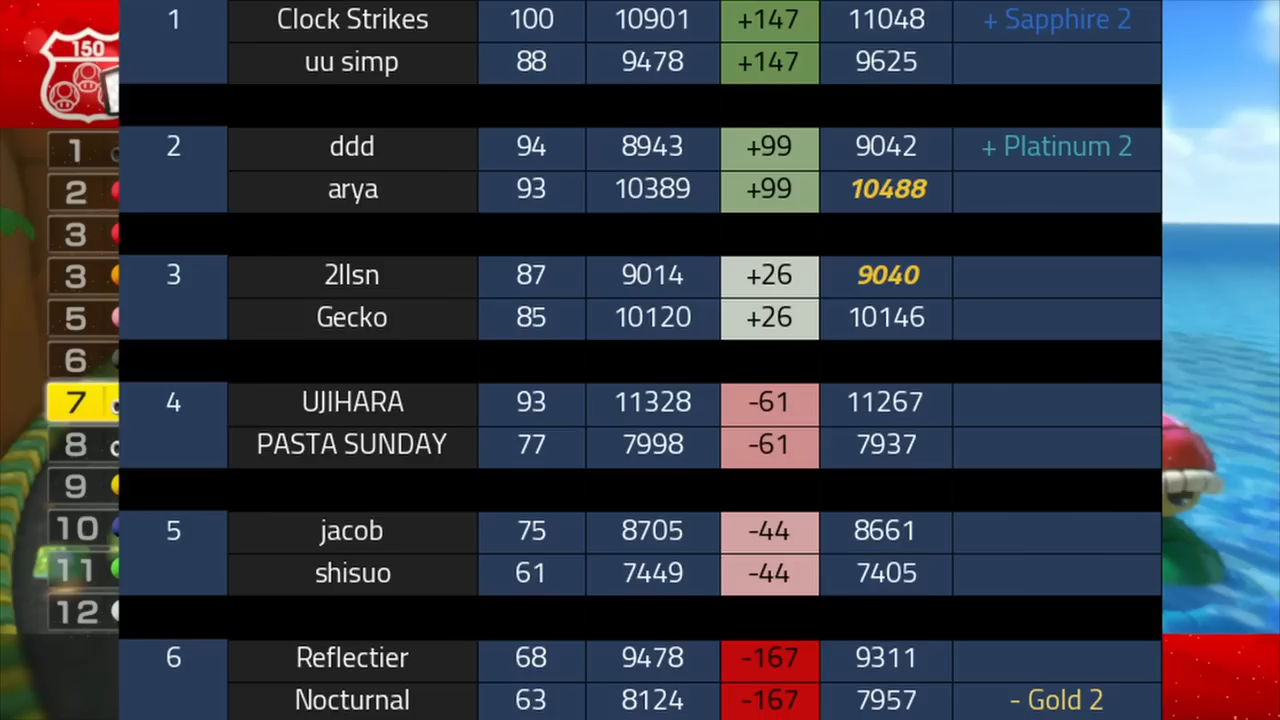 150
1
2
3
3
5
6
7
8
9
10
11
12
1 Clock Strikes 100 10901 +147 11048 + Sapphire 2
uu simp 88 9478 +147 9625
2 ddd 94 8943 +99 9042 + Platinum 2
arya 93 10389 +99 10488
3 2llsn 87 9014 +26 9040
Gecko 85 10120 +26 10146
4 UJIHARA 93 11328 -61 11267
PASTA SUNDAY 77 7998 -61 7937
5 jacob 75 8705 -44 8661
shisuo 61 7449 -44 7405
6 Reflectier 68 9478 -167 9311
Nocturnal 63 8124 -167 7957 - Gold 2